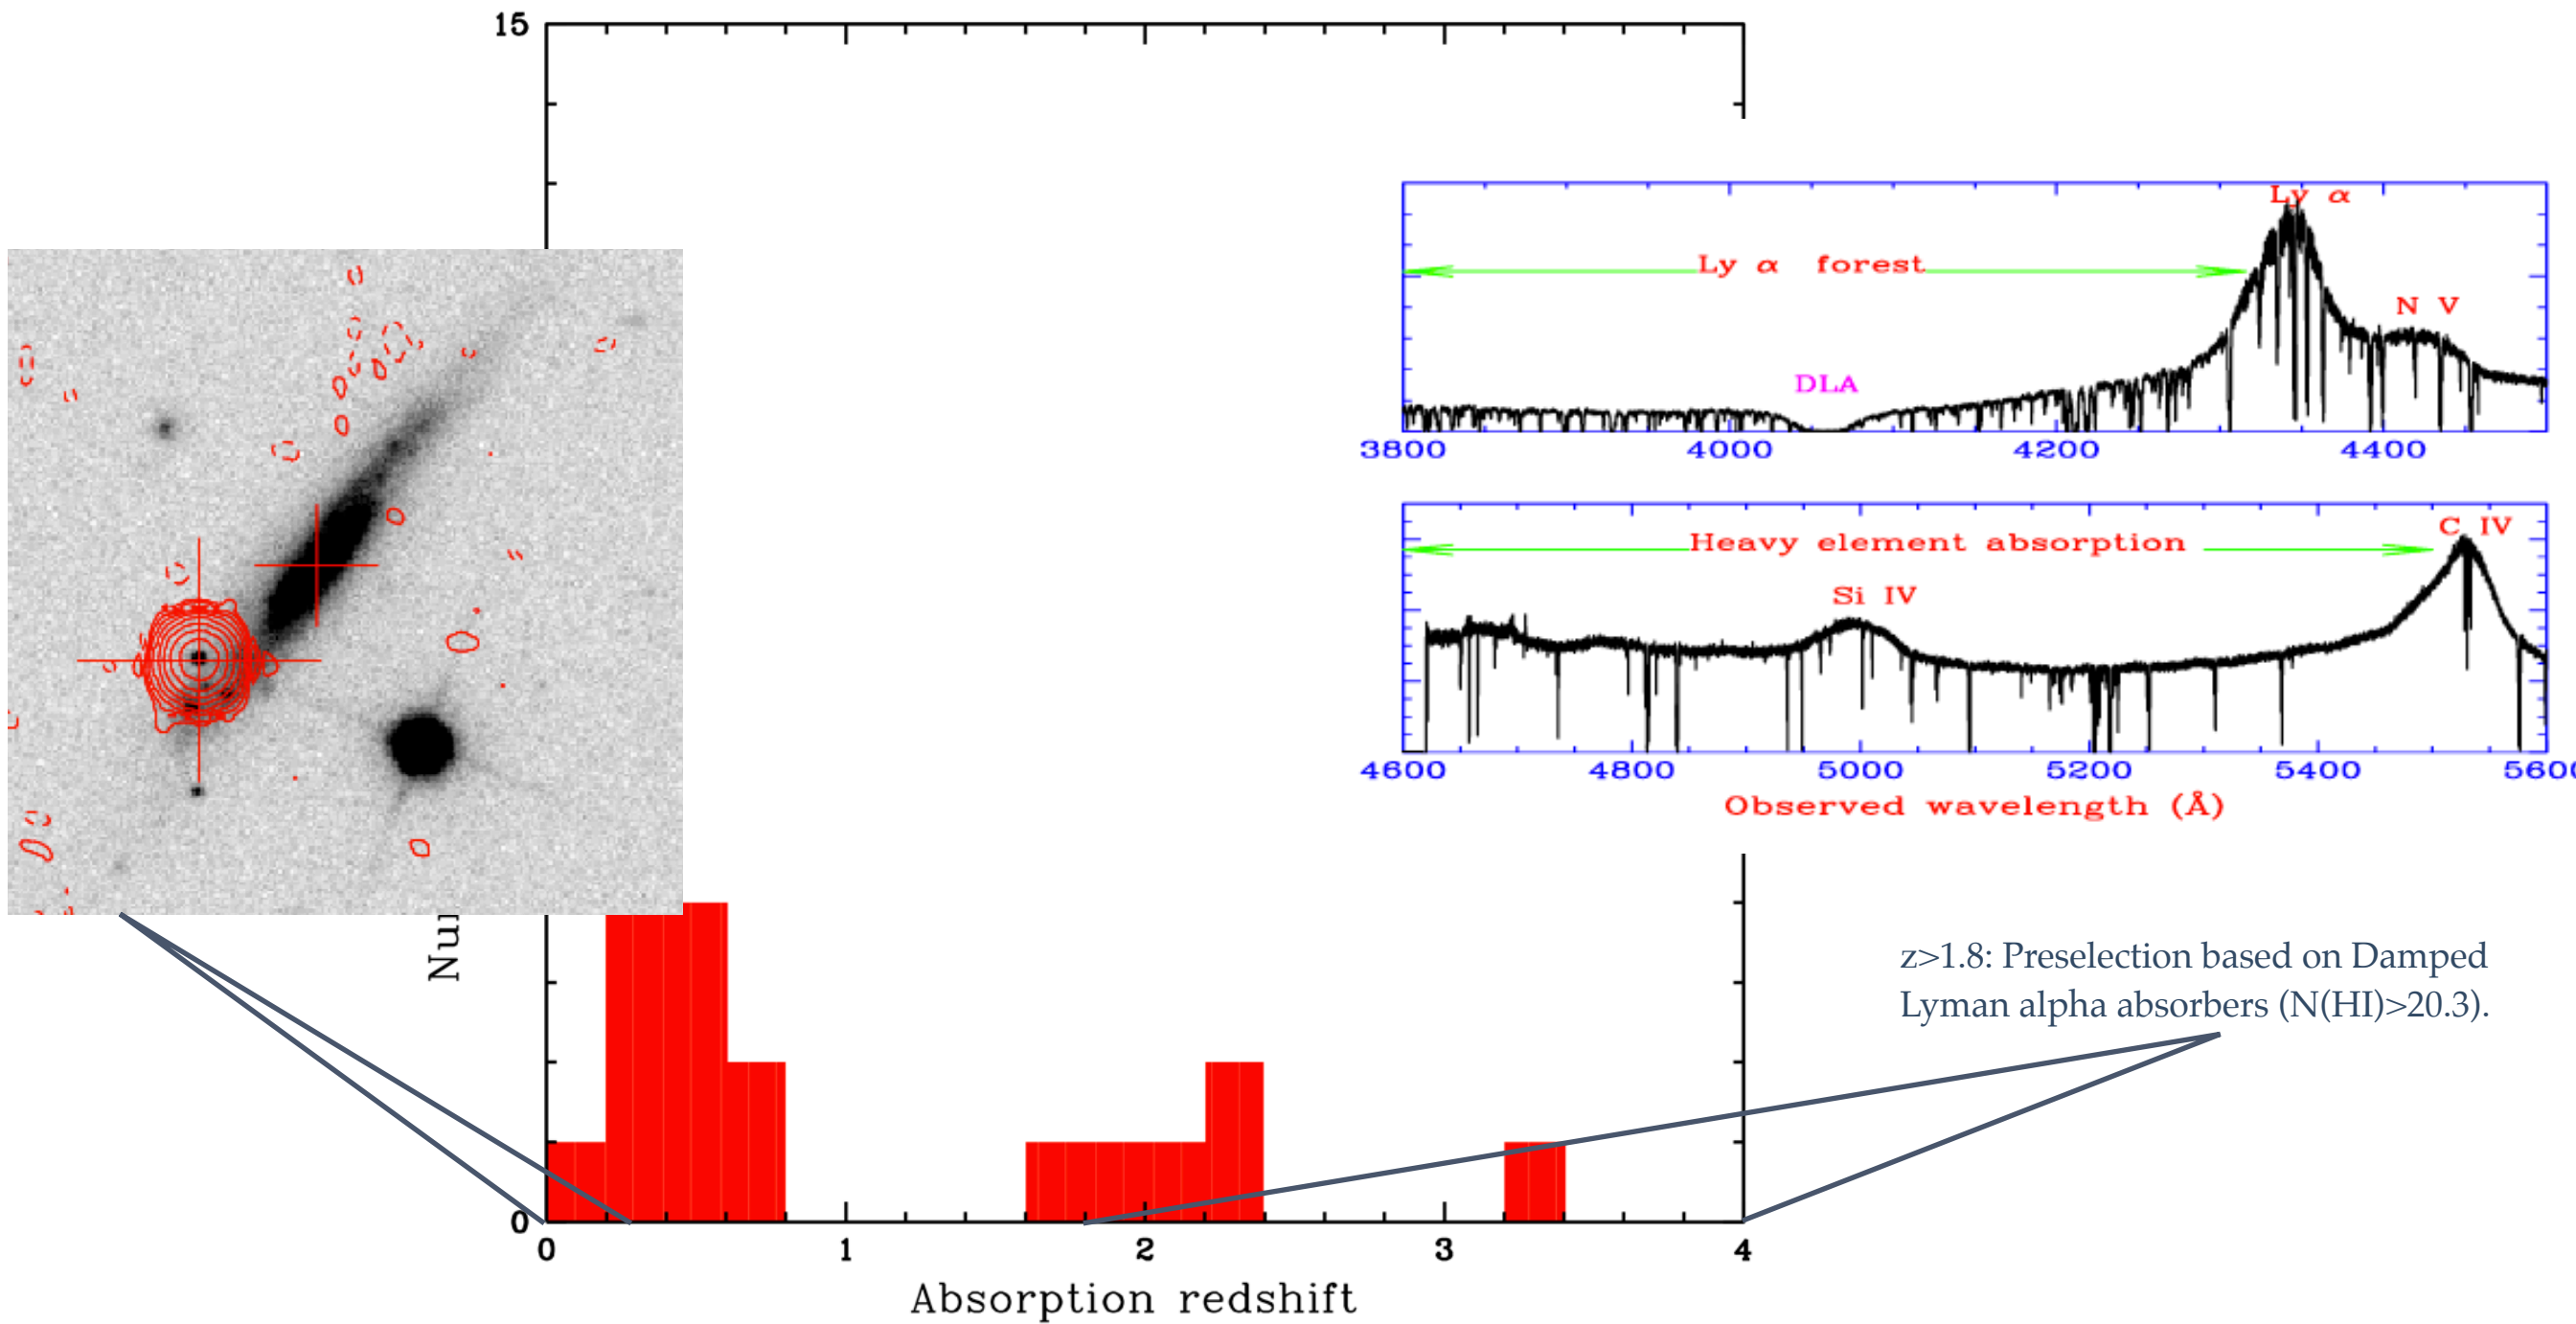 15
Ly α
Ly α forest
N V
DLA
3800 4000 4200 4400
C IV
Heavy element absorption
Si IV
4600 4800 5000 5200 5400
Observed wavelength (Å)
z>1.8: Preselection based on Damped
Lyman alpha absorbers (N(HI)>20.3).
0
0 1 2 3 4
Absorption redshift